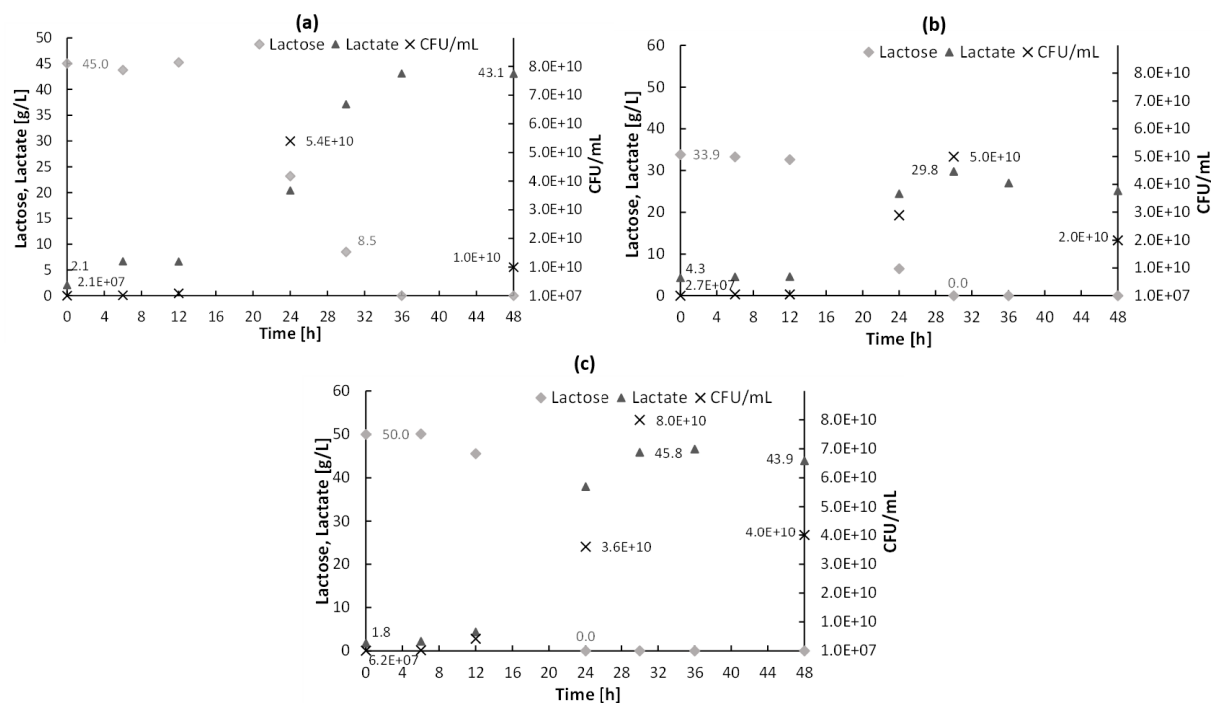 (a)
Lactose Lactate CFU/mL
50
45
40
35
30
25
20
15
10
5
0
Lactose, Lactate [g/L]
45.0
43.1
5.4E+10
8.5
2.1
2.1E+07
1.0E+10
8.0E+10
7.0E+10
6.0E+10
5.0E+10
4.0E+10
3.0E+10
2.0E+10
1.0E+10
1.0E+07
CFU/mL
0 4 8 12 16 20 24 28 32 36 40 44 48
Time [h]
(b)
Lactose Lactate CFU/mL
60
50
40
30
20
10
0
Lactose, Lactate [g/L]
33.9
5.0E+10
29.8
4.3
2.7E+07
2.0E+10
0.0
8.0E+10
7.0E+10
6.0E+10
5.0E+10
4.0E+10
3.0E+10
2.0E+10
1.0E+10
1.0E+07
CFU/mL
0 4 8 12 16 20 24 28 32 36 40 44 48
Time [h]
(c)
Lactose Lactate CFU/mL
60
50
40
30
20
10
0
Lactose, Lactate [g/L]
50.0
8.0E+10
45.8
43.9
3.6E+10
4.0E+10
1.8
6.2E+07
0.0
8.0E+10
7.0E+10
6.0E+10
5.0E+10
4.0E+10
3.0E+10
2.0E+10
1.0E+10
1.0E+07
CFU/mL
0 4 8 12 16 20 24 28 32 36 40 44 48
Time [h]